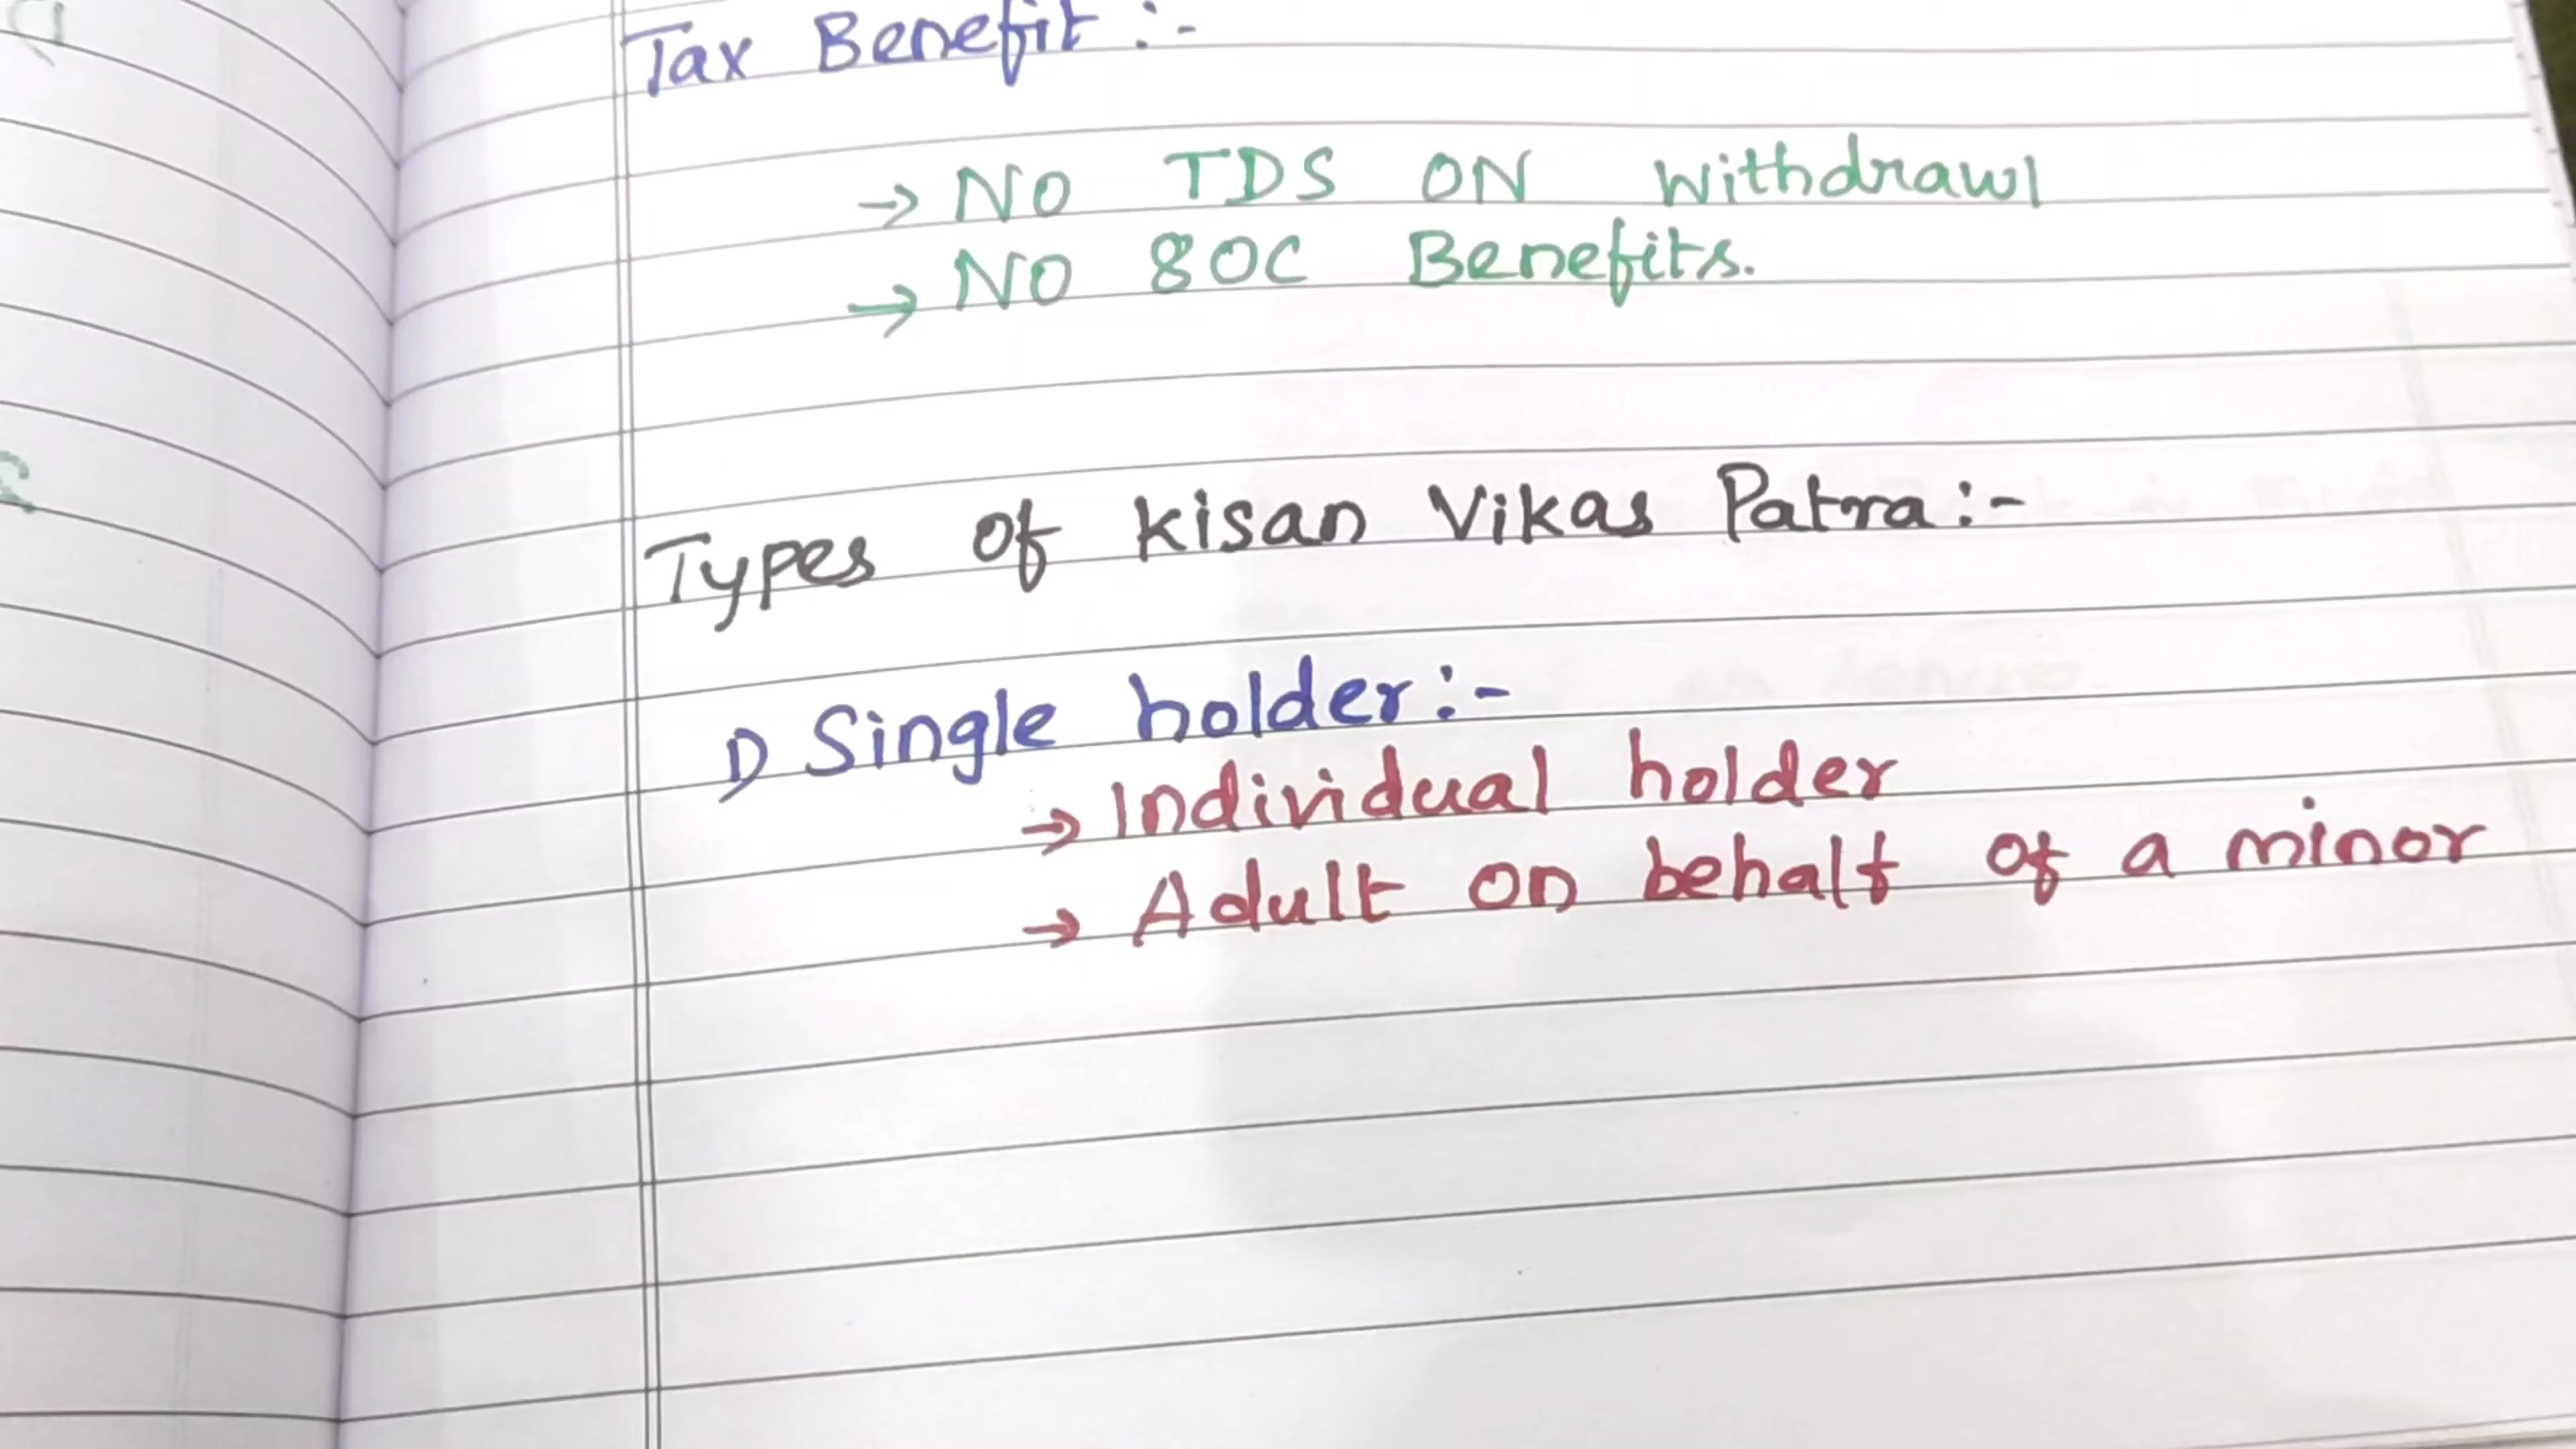 Tax Benefit :-
→ NO TDS ON withdrawl
→ NO 80C Benefits.
Types of kisan Vikas Patra:-
1) Single holder:-
→ Individual holder
→ Adult on behalf of a minor